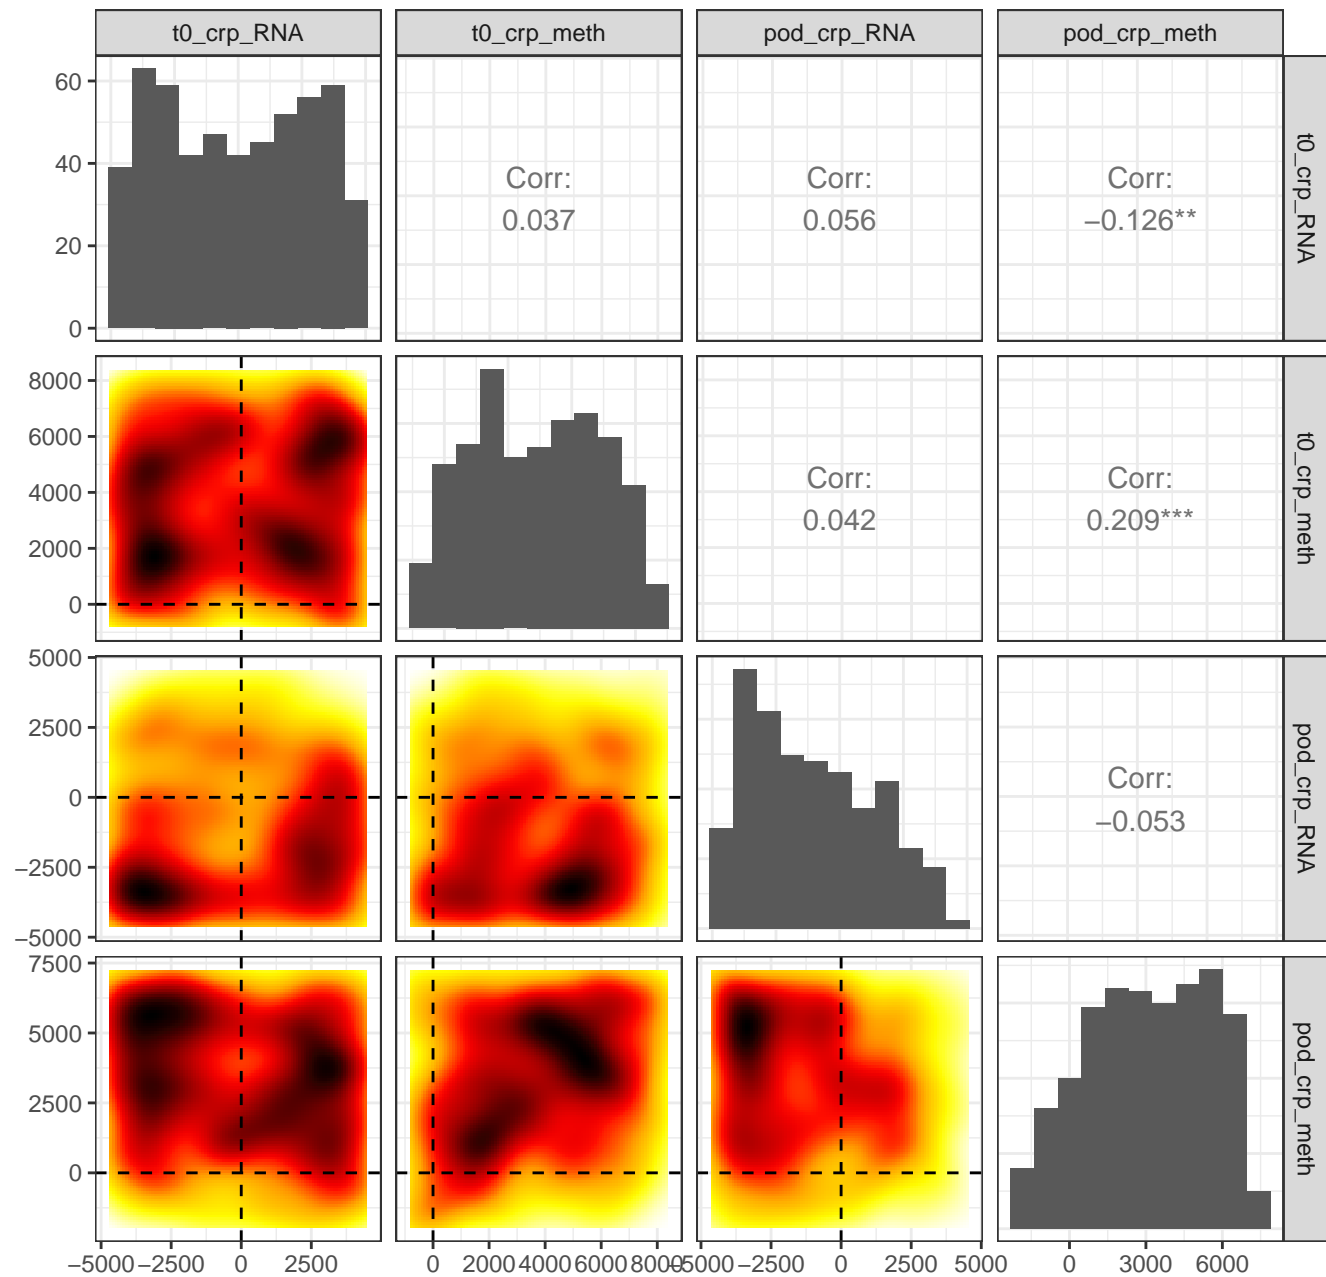 t0_crp_RNA t0_crp_meth pod_crp_RNA pod_crp_meth
60
40
20
0
Corr:
0.037
Corr:
0.056
Corr:
−0.126**
t0_crp_RNA
8000
6000
4000
2000
0
Corr:
0.042
Corr:
0.209***
t0_crp_meth
5000
2500
0
−2500
−5000
Corr:
−0.053
pod_crp_RNA
7500
5000
2500
0
pod_crp_meth
−5000 −2500 0 2500 0 2000 4000 6000 8000 −5000 −2500 0 2500 5000 0 3000 6000